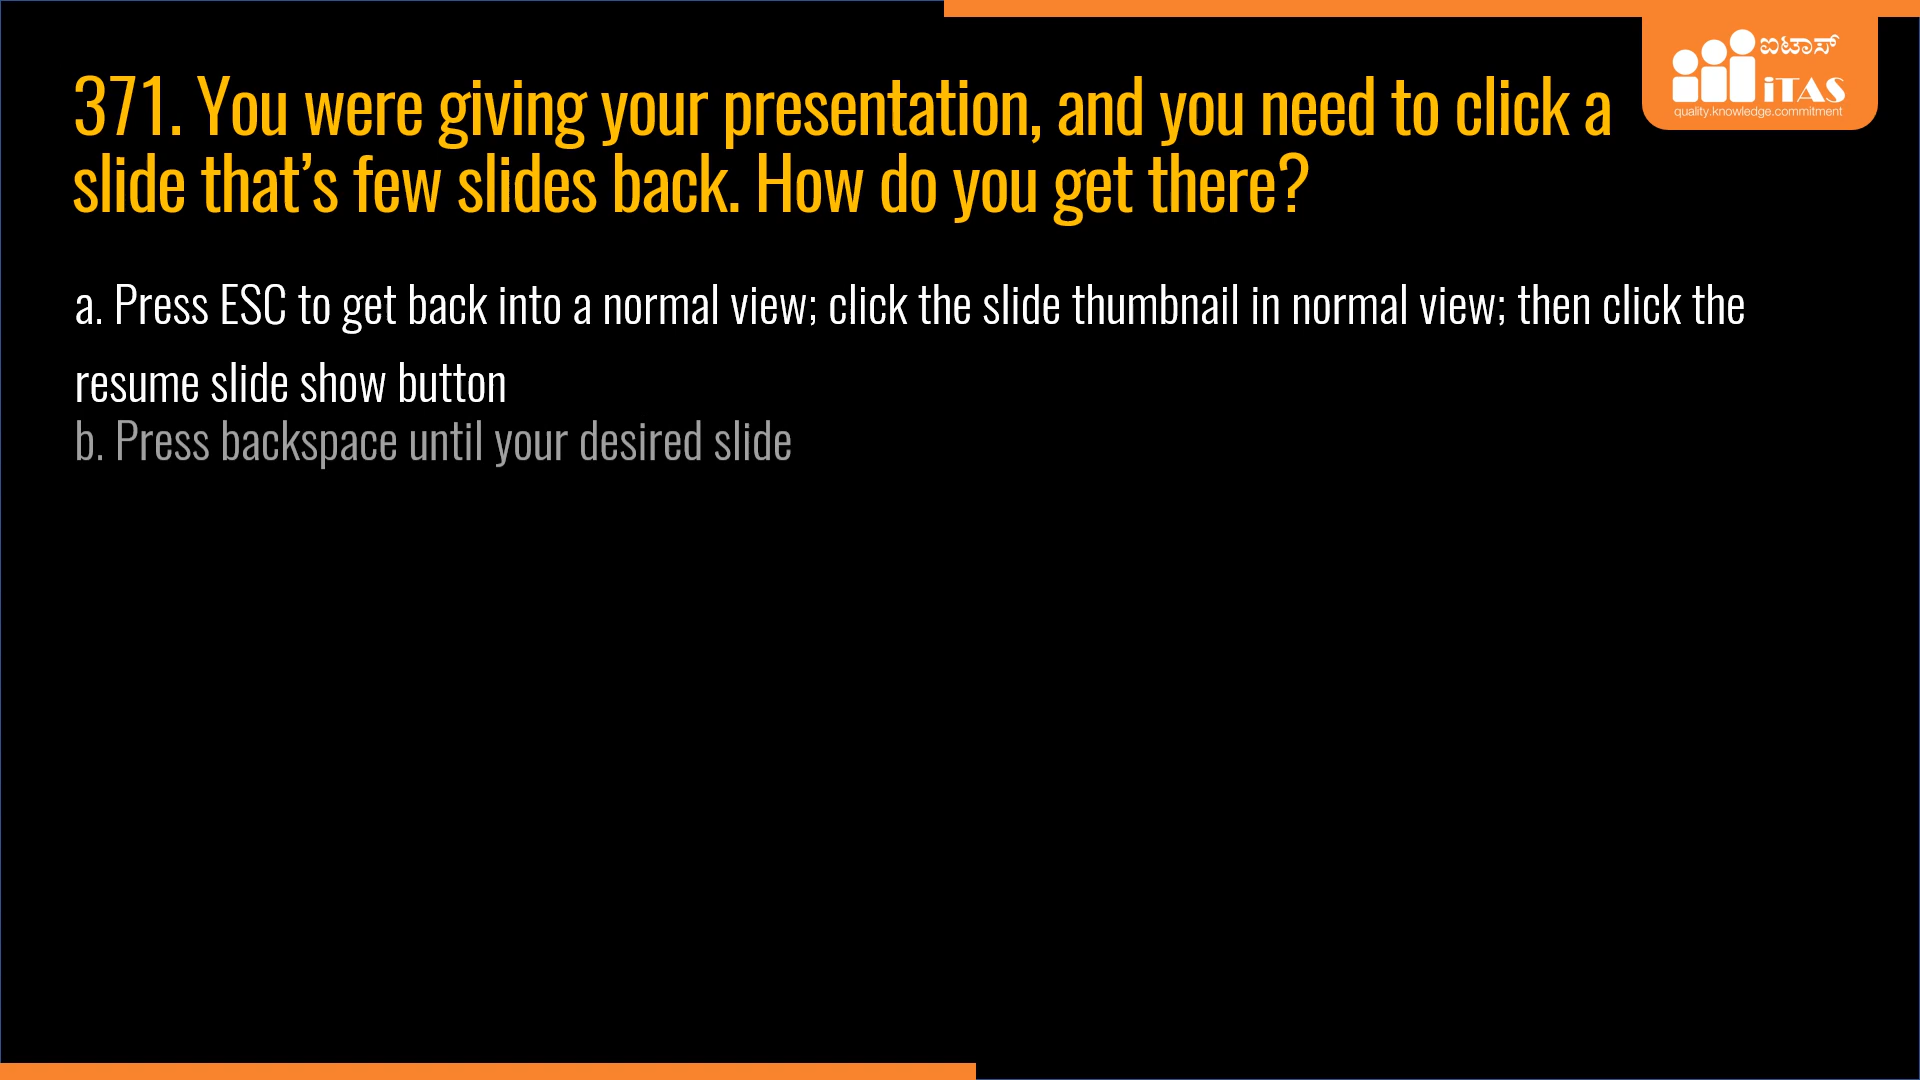 ಐಟಾಸ್
iTAS
quality.knowledge.commitment
371. You were giving your presentation, and you need to click a
slide that’s few slides back. How do you get there?
a. Press ESC to get back into a normal view; click the slide thumbnail in normal view; then click the
resume slide show button
b. Press backspace until your desired slide